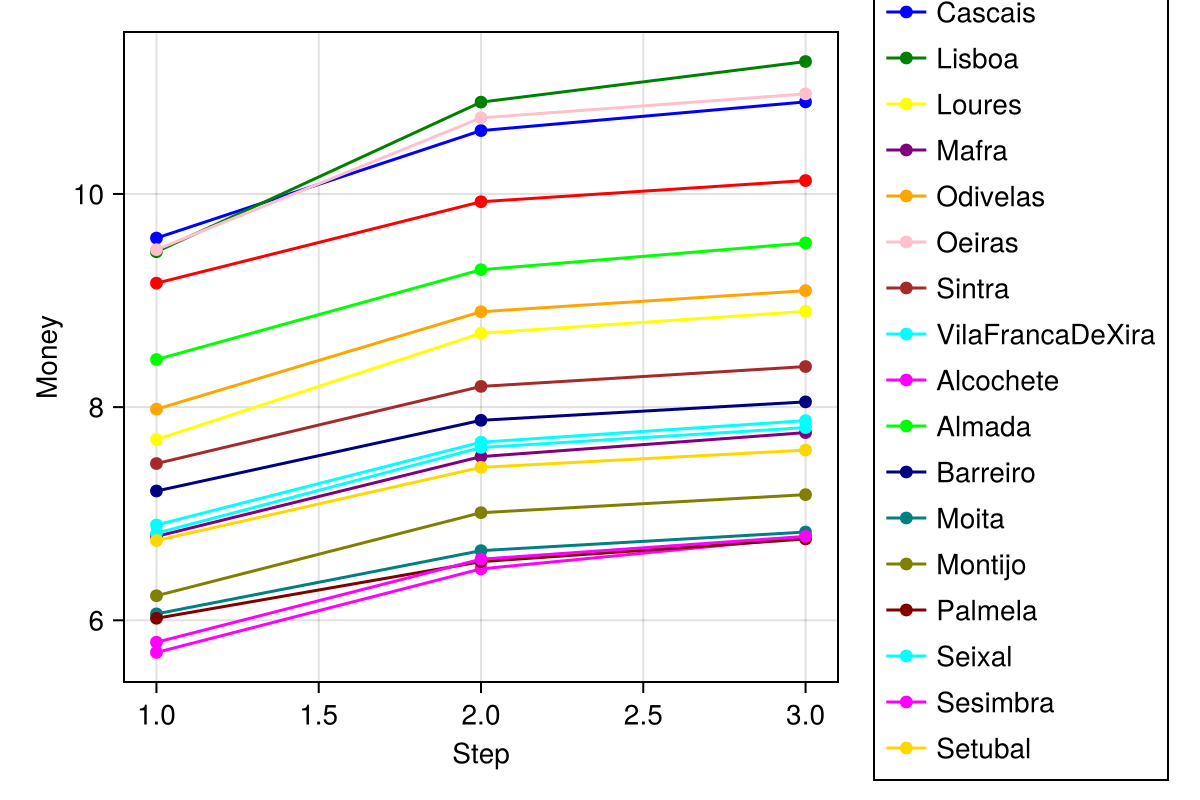 Cascais
Lisboa
Loures
Mafra
Odivelas
Oeiras
Sintra
VilaFrancaDeXira
Alcochete
Almada
Barreiro
Moita
Montijo
Palmela
Seixal
Sesimbra
Setubal
10
8
6
Money
1.0 1.5 2.0 2.5 3.0
Step